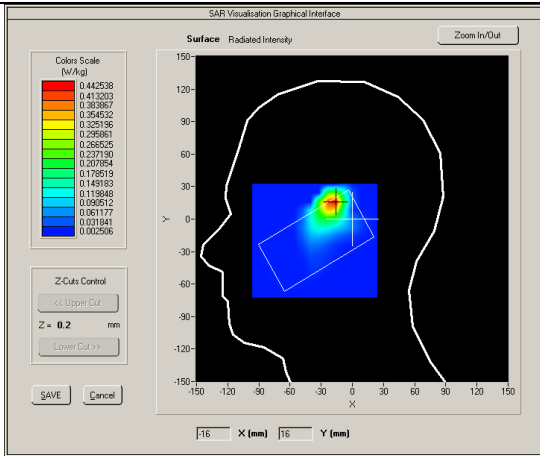 SAR Visualisation Graphical Interface
Surface Radiated Intensity
Zoom In/Out
Colors Scale
(W/kg)
0.442538
0.413203
0.383867
0.354532
0.325196
0.295861
0.266525
0.237190
0.207854
0.178519
0.149183
0.119848
0.090512
0.061177
0.031841
0.002506
Z-Cuts Control
<< Upper Cut
Z = 0.2 mm
Lower Cut >>
SAVE
Cancel
150-
120-
90-
60-
30-
0-
-30-
-60-
-90-
-120-
-150-
Y
-150 -120 -90 -60 -30 0 30 60 90 120 150
X
-16 X (mm) 16 Y (mm)